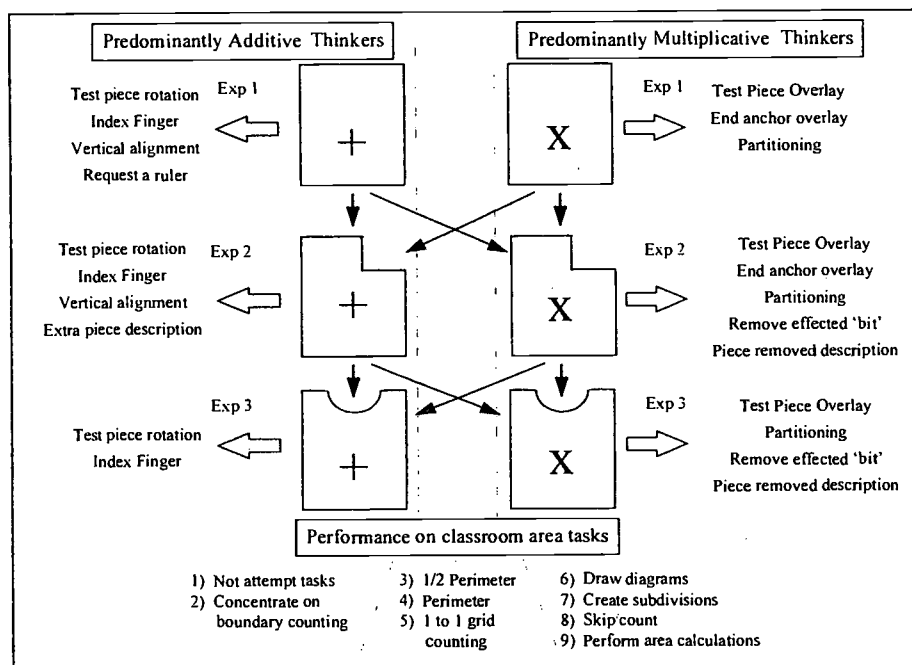 Predominantly Additive Thinkers
Predominantly Multiplicative Thinkers
Exp 1
Test piece rotation
Index Finger
Vertical alignment
Request a ruler
+
X
Exp 1
Test Piece Overlay
End anchor overlay
Partitioning
Exp 2
Test piece rotation
Index Finger
Vertical alignment
Extra piece description
+
X
Exp 2
Test Piece Overlay
End anchor overlay
Partitioning
Remove effected 'bit'
Piece removed description
Exp 3
Test piece rotation
Index Finger
+
X
Exp 3
Test Piece Overlay
Partitioning
Remove effected 'bit'
Piece removed description
Performance on classroom area tasks
1) Not attempt tasks
2) Concentrate on
boundary counting
3) 1/2 Perimeter
4) Perimeter
5) 1 to 1 grid
counting
6) Draw diagrams
7) Create subdivisions
8) Skip count
9) Perform area calculations